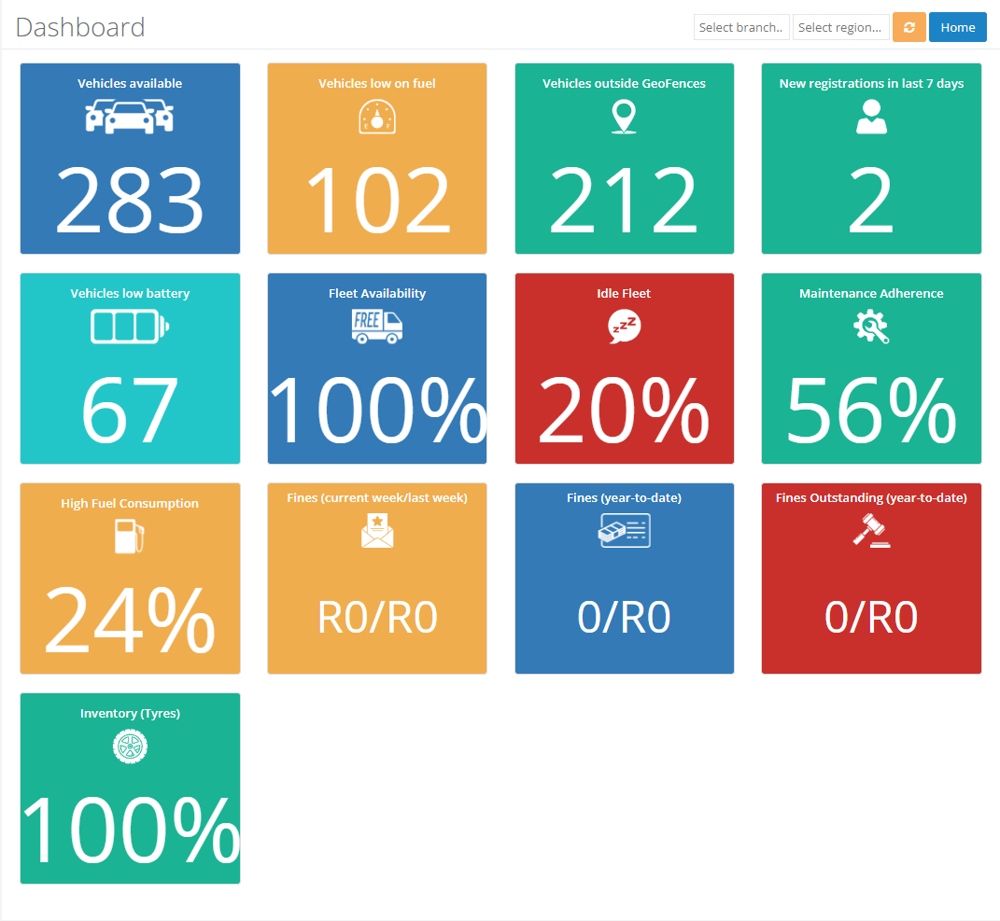 Dashboard
Select branch..
Select region...
Home
Vehicles available
283
Vehicles low on fuel
E F
102
Vehicles outside GeoFences
212
New registrations in last 7 days
2
Vehicles low battery
67
Fleet Availability
FREE
100%
Idle Fleet
zzZ
20%
Maintenance Adherence
56%
High Fuel Consumption
24%
Fines (current week/last week)
R0/R0
Fines (year-to-date)
0/R0
Fines Outstanding (year-to-date)
0/R0
Inventory (Tyres)
100%